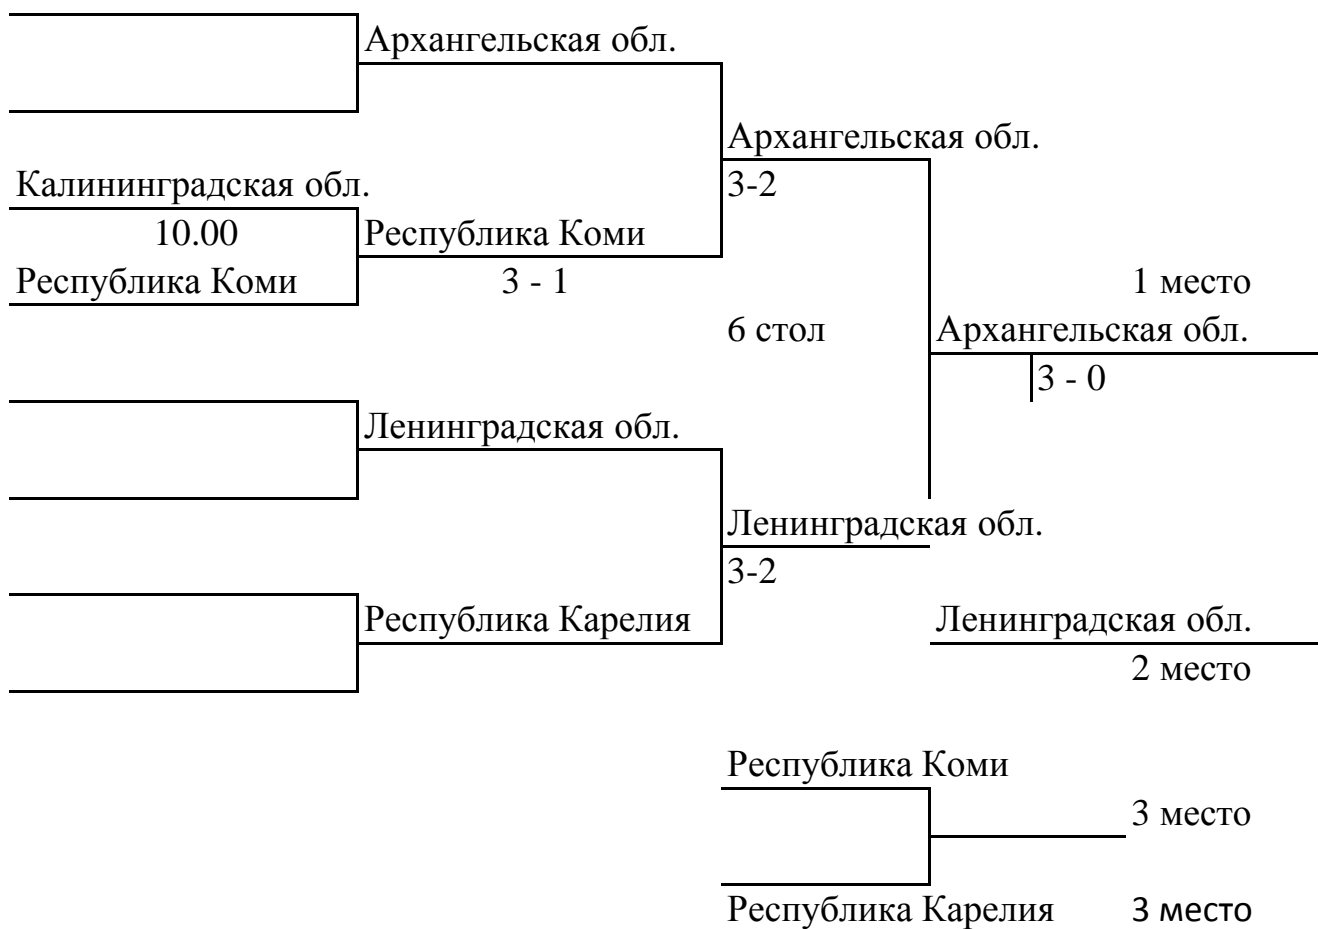 Архангельская обл.
Архангельская обл.
Калининградская обл.
3-2
10.00
Республика Коми
Республика Коми
3 - 1
1 место
6 стол
Архангельская обл.
3 - 0
Ленинградская обл.
Ленинградская обл.
3-2
Республика Карелия
Ленинградская обл.
2 место
Республика Коми
3 место
Республика Карелия
3 место